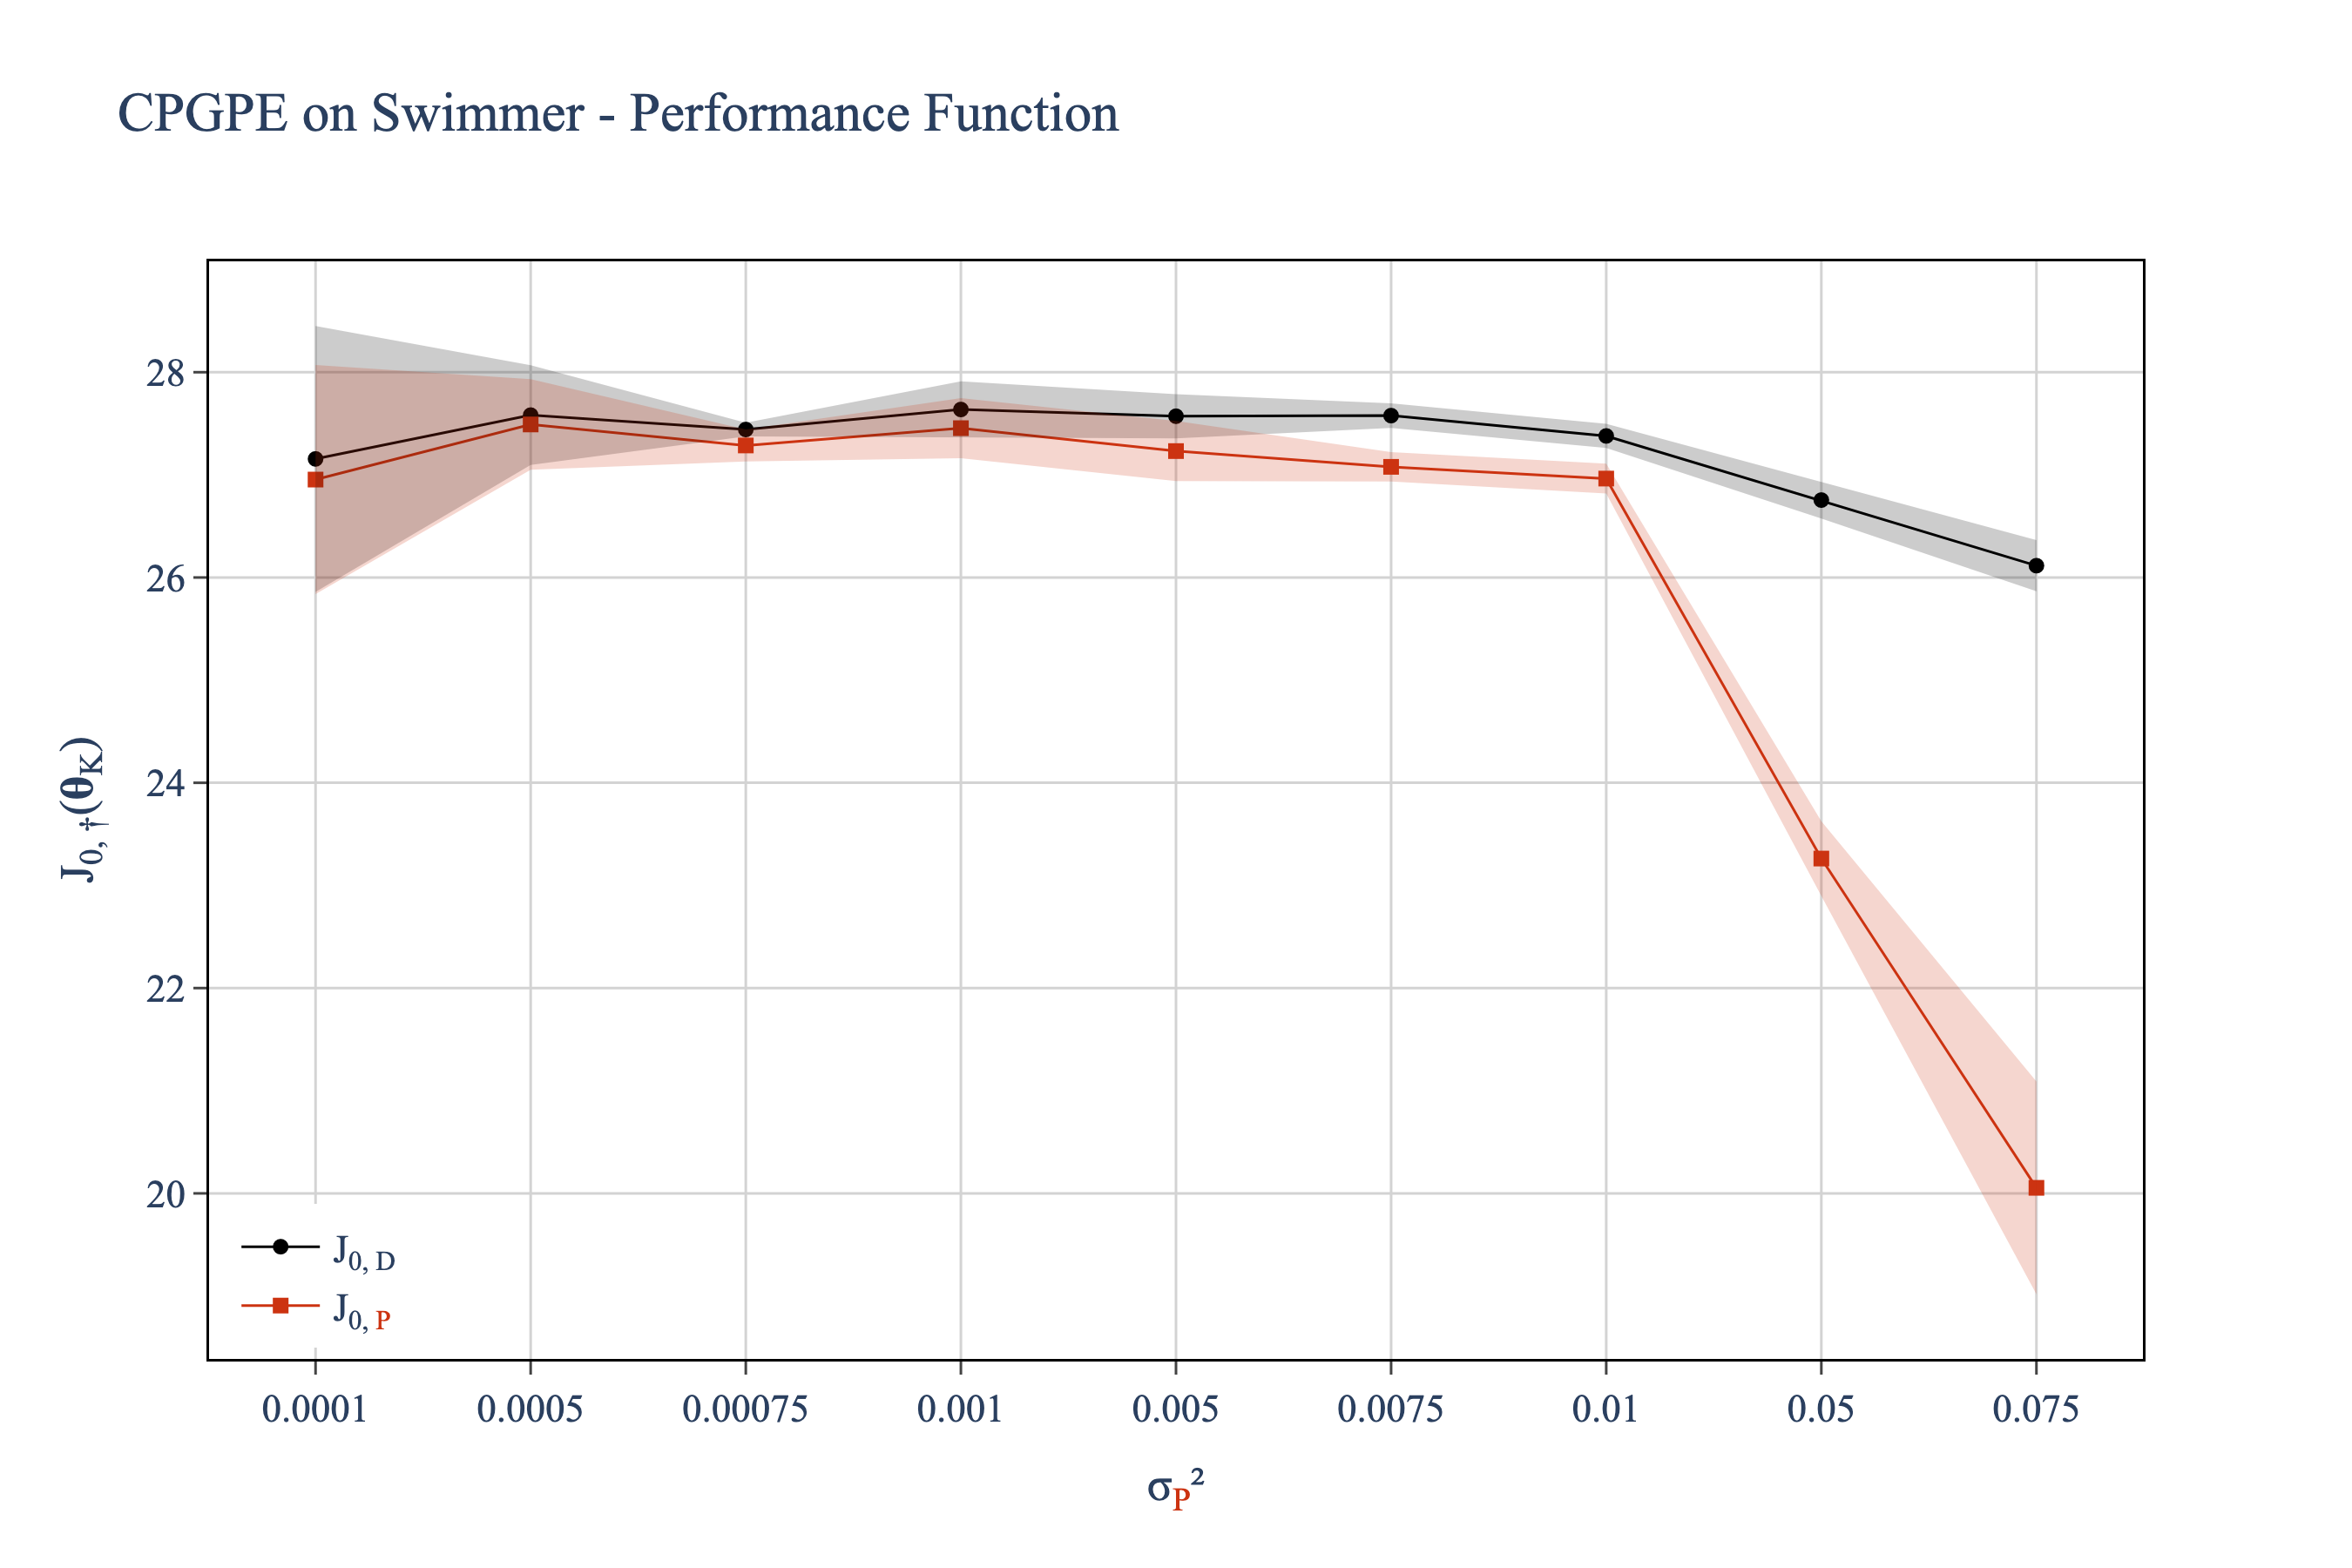 CPGPE on Swimmer - Performance Function
J0, †(θK)
28
26
24
22
20
J0, D
J0, P
0.0001 0.0005 0.00075 0.001 0.005 0.0075 0.01 0.05 0.075
σP²